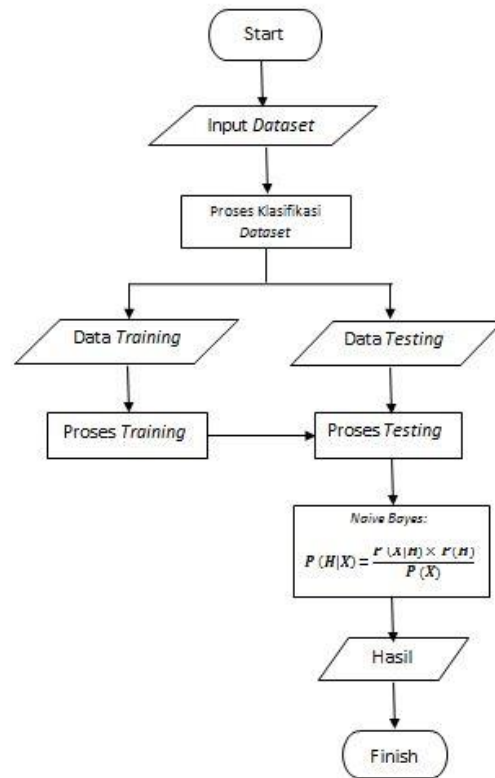 Start
Input Dataset
Proses Klasifikasi
Dataset
Data Training
Data Testing
Proses Training
Proses Testing
Naive Bayes:
P (H|X) = P (X|H) × P(H) / P (X)
Hasil
Finish